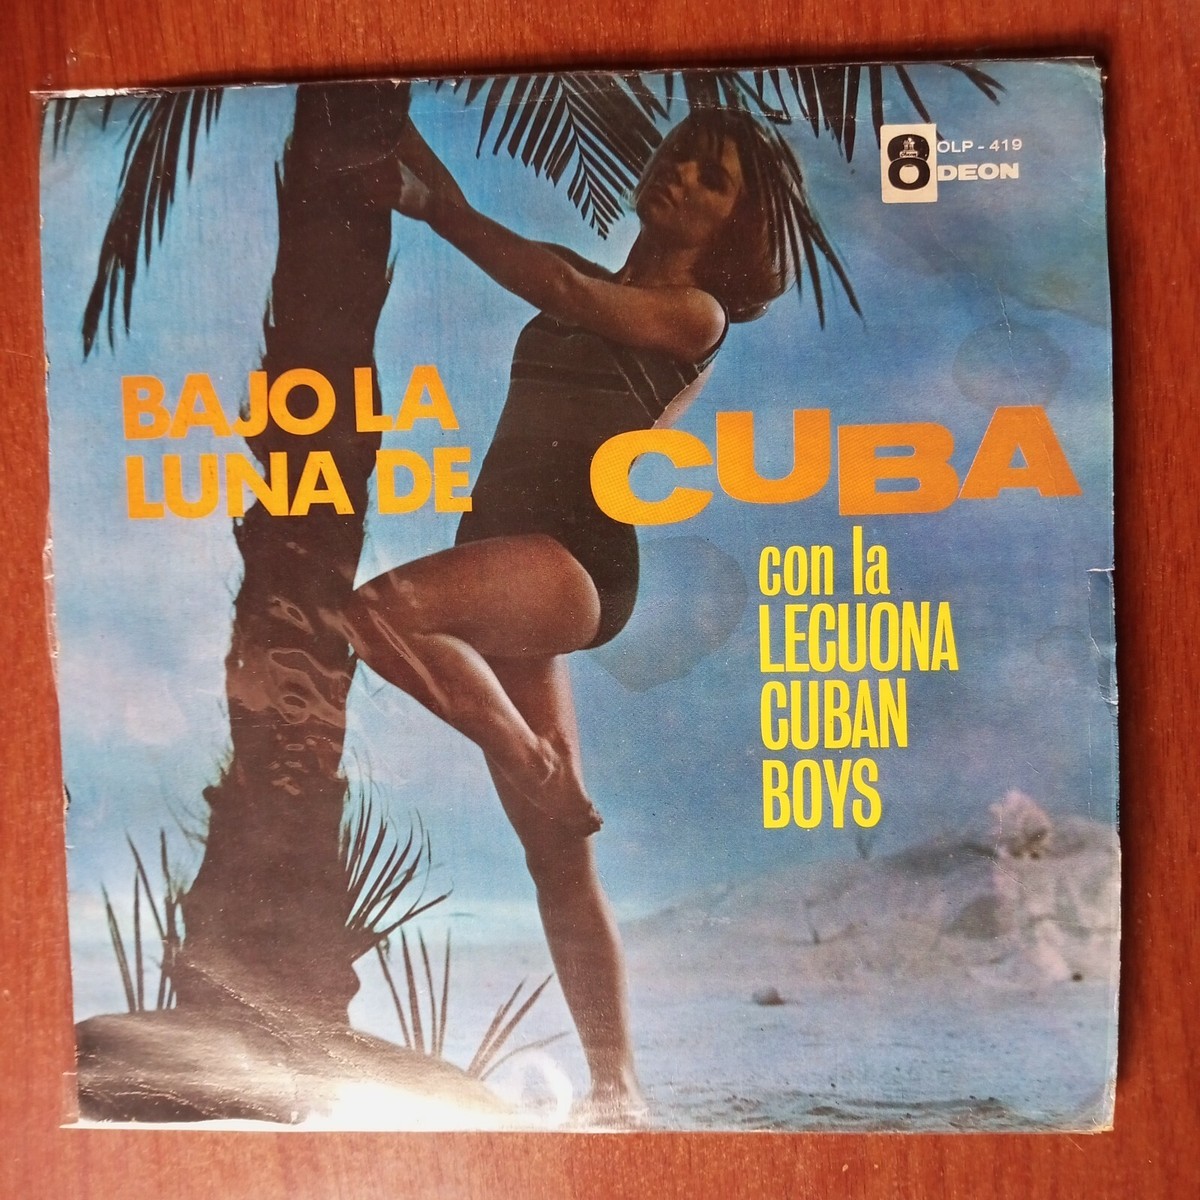 OLP - 419
ODEON
BAJO LA
LUNA DE
CUBA
con la
LECUONA
CUBAN
BOYS